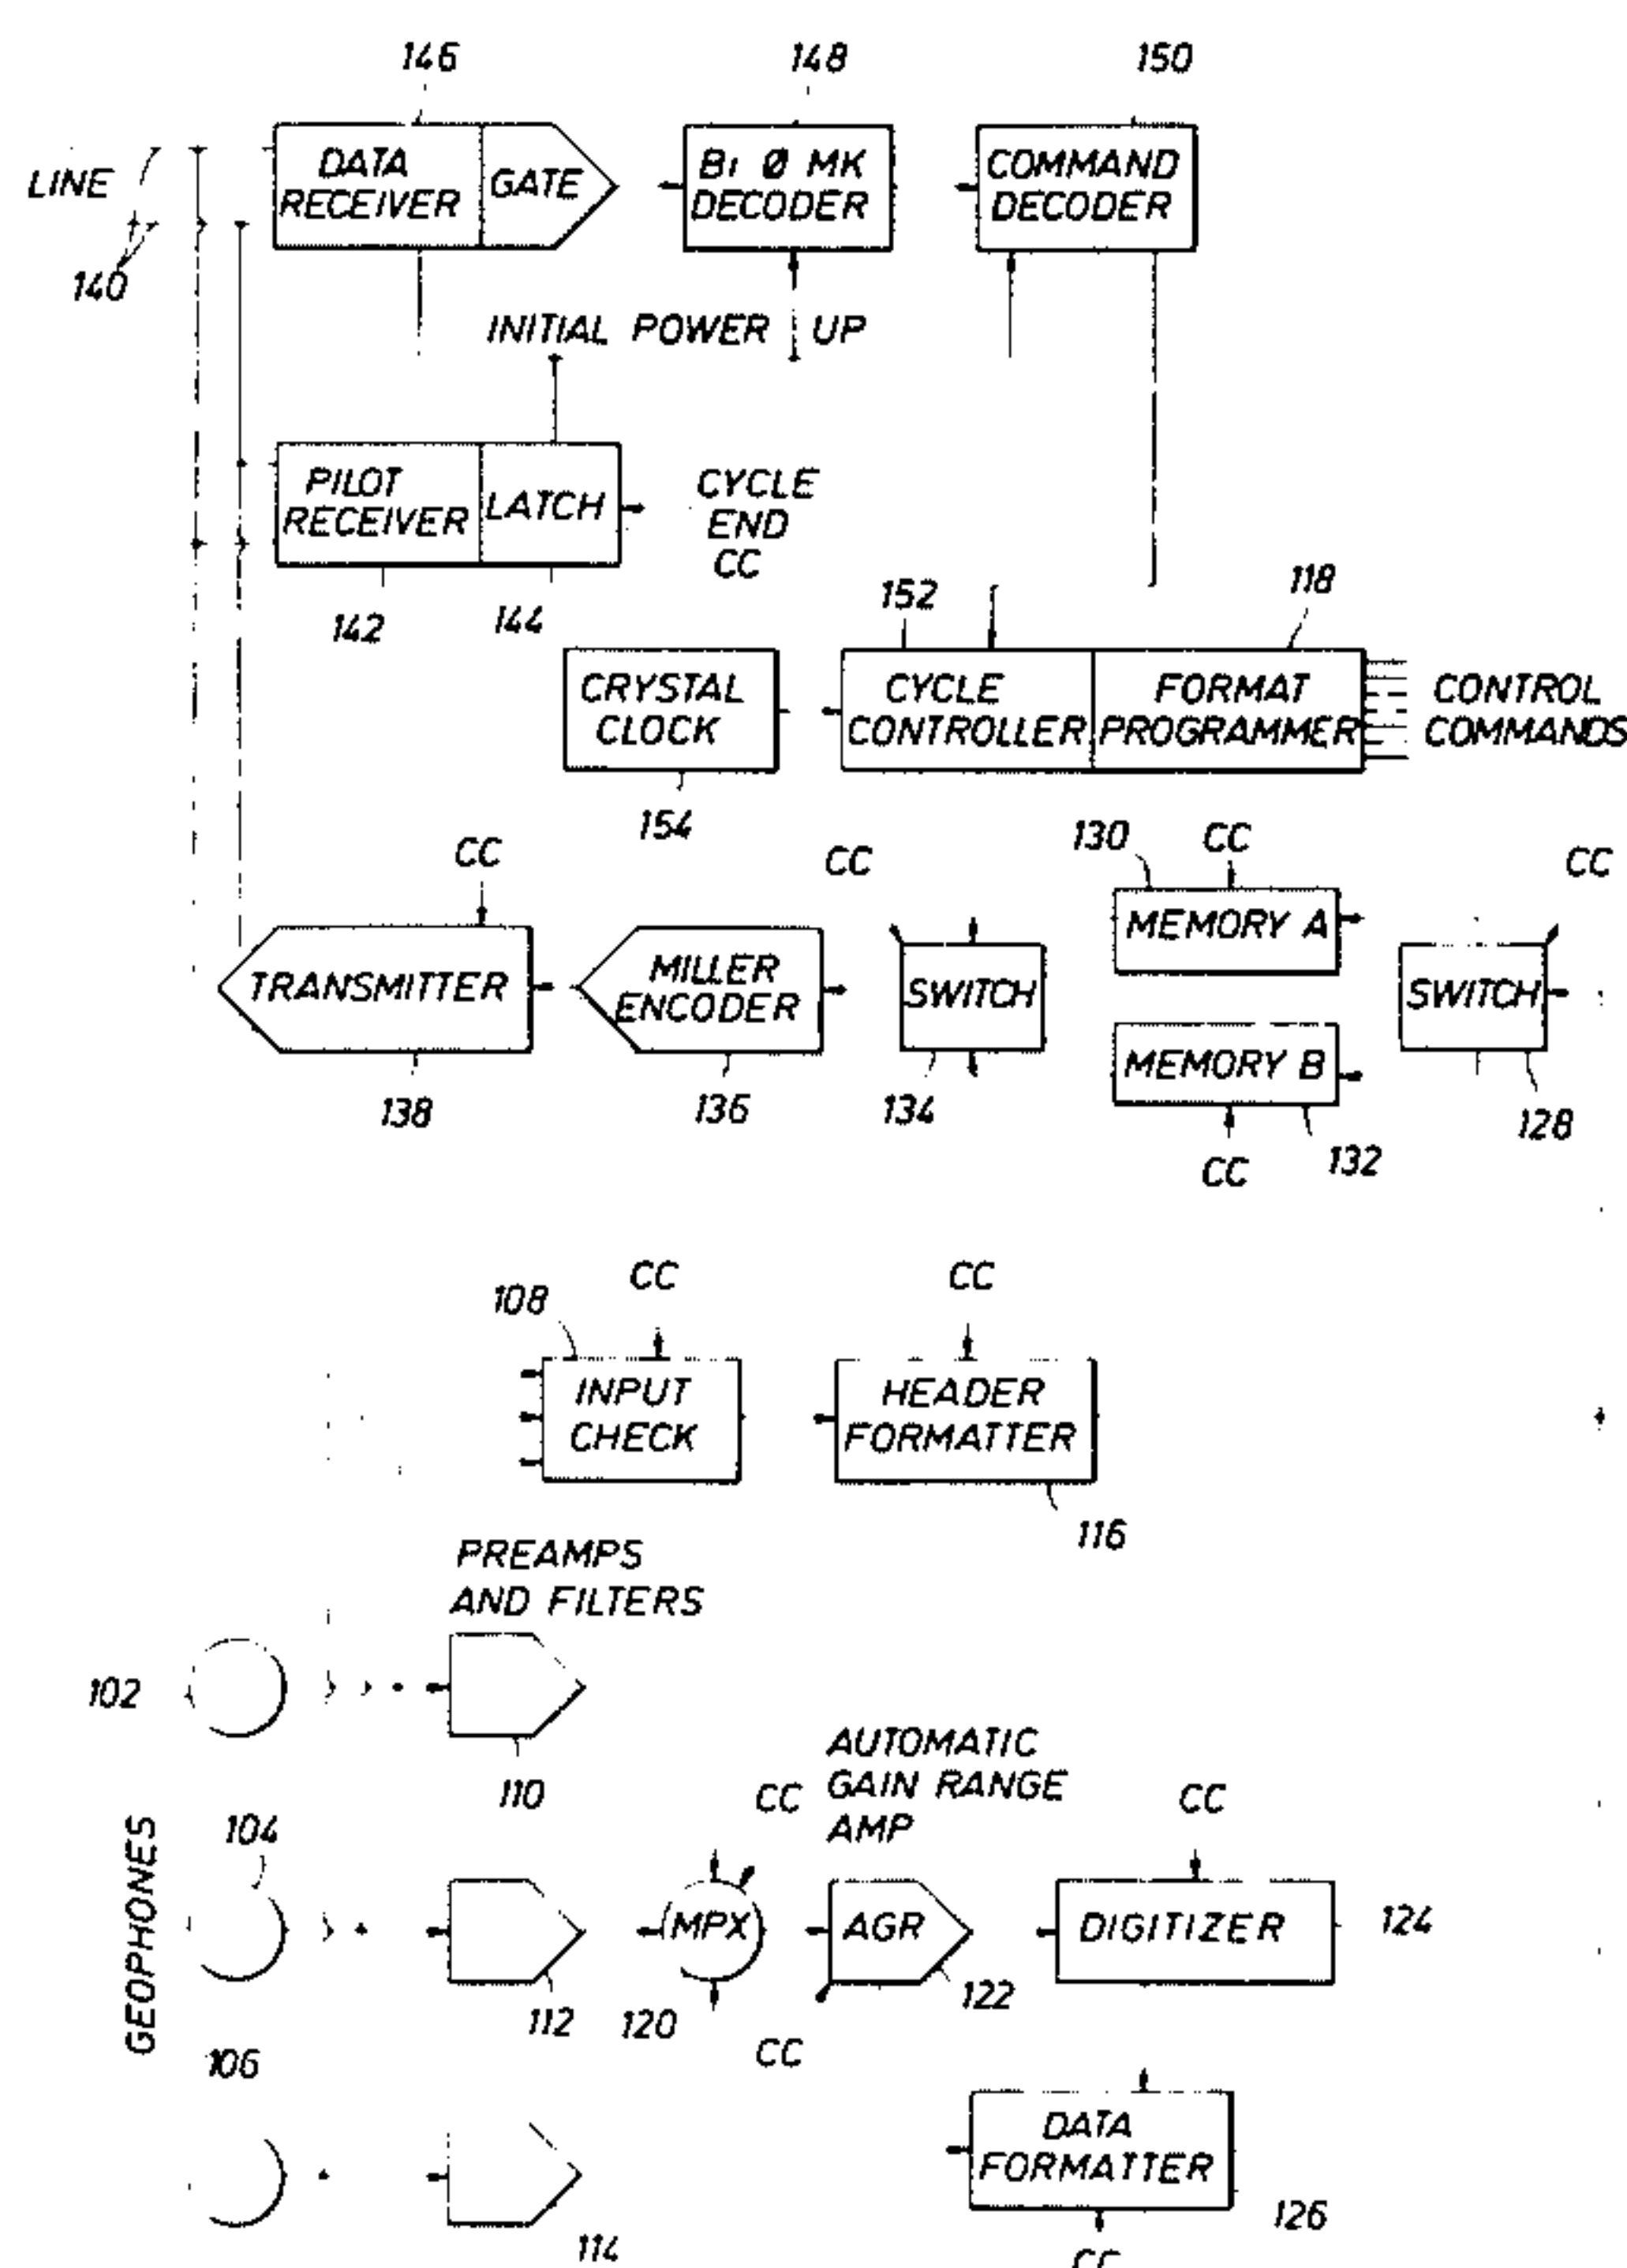 146
148
150
LINE
DATA
RECEIVER
GATE
Bi Ø MK
DECODER
COMMAND
DECODER
140
INITIAL POWER UP
PILOT
RECEIVER
LATCH
CYCLE
END
CC
142
144
152
118
CRYSTAL
CLOCK
CYCLE
CONTROLLER
FORMAT
PROGRAMMER
CONTROL
COMMANDS
154
CC
CC
130
CC
CC
TRANSMITTER
MILLER
ENCODER
SWITCH
MEMORY A
SWITCH
MEMORY B
138
136
134
CC
132
128
108
CC
CC
INPUT
CHECK
HEADER
FORMATTER
116
PREAMPS
AND FILTERS
102
110
AUTOMATIC
GAIN RANGE
AMP
CC
CC
GEOPHONES
104
MPX
AGR
DIGITIZER
124
112
120
122
CC
106
DATA
FORMATTER
126
114
CC